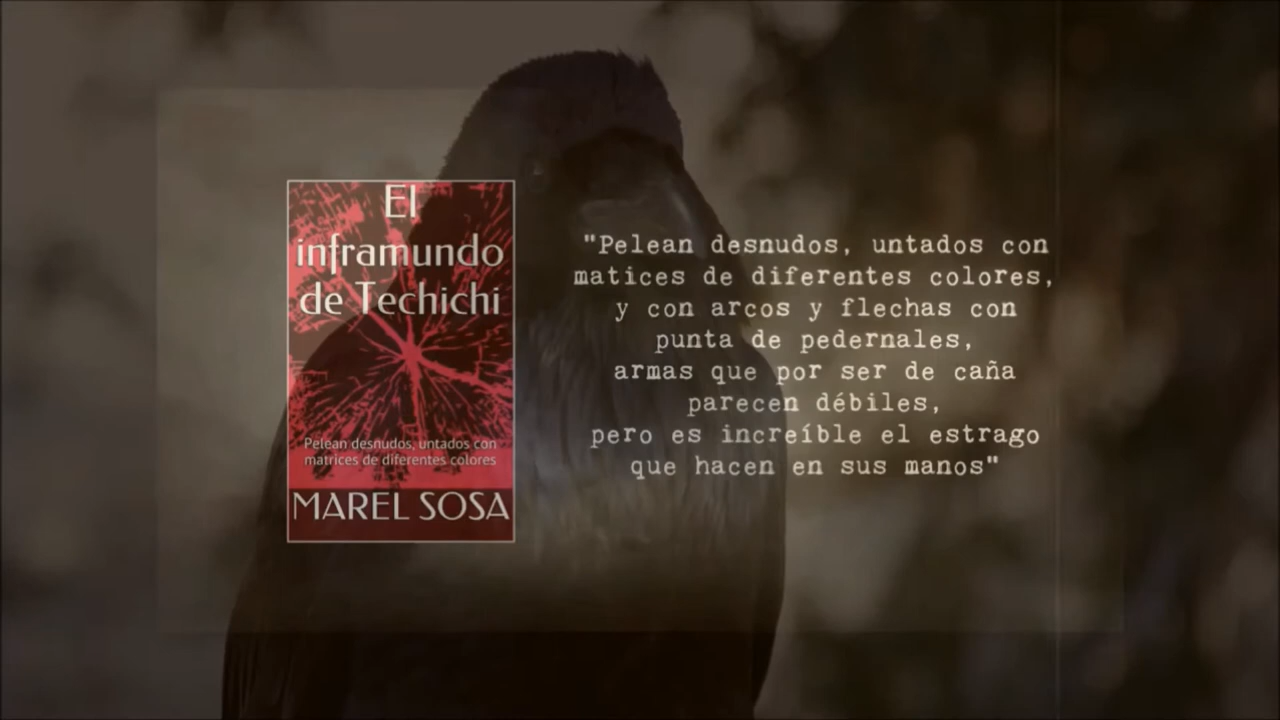 El
inframundo
de Techichi
Pelean desnudos, untados con
matrices de diferentes colores
MAREL SOSA
"Pelean desnudos, untados con
matices de diferentes colores,
y con arcos y flechas con
punta de pedernales,
armas que por ser de caña
parecen débiles,
pero es increíble el estrago
que hacen en sus manos"